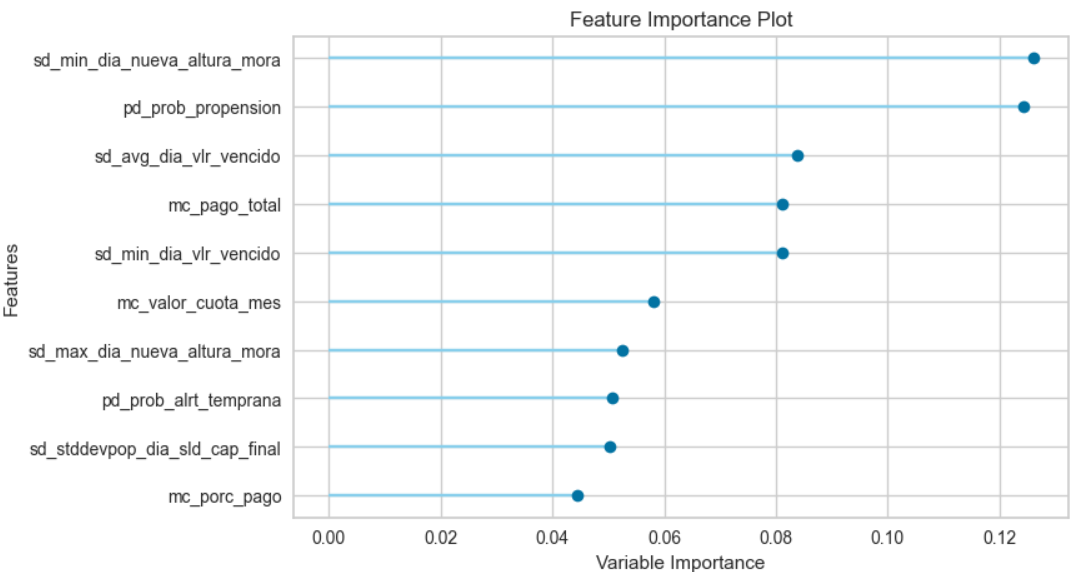 Feature Importance Plot
sd_min_dia_nueva_altura_mora
pd_prob_propension
sd_avg_dia_vlr_vencido
mc_pago_total
sd_min_dia_vlr_vencido
mc_valor_cuota_mes
sd_max_dia_nueva_altura_mora
pd_prob_alrt_temprana
sd_stddevpop_dia_sld_cap_final
mc_porc_pago
Features
0.00 0.02 0.04 0.06 0.08 0.10 0.12
Variable Importance